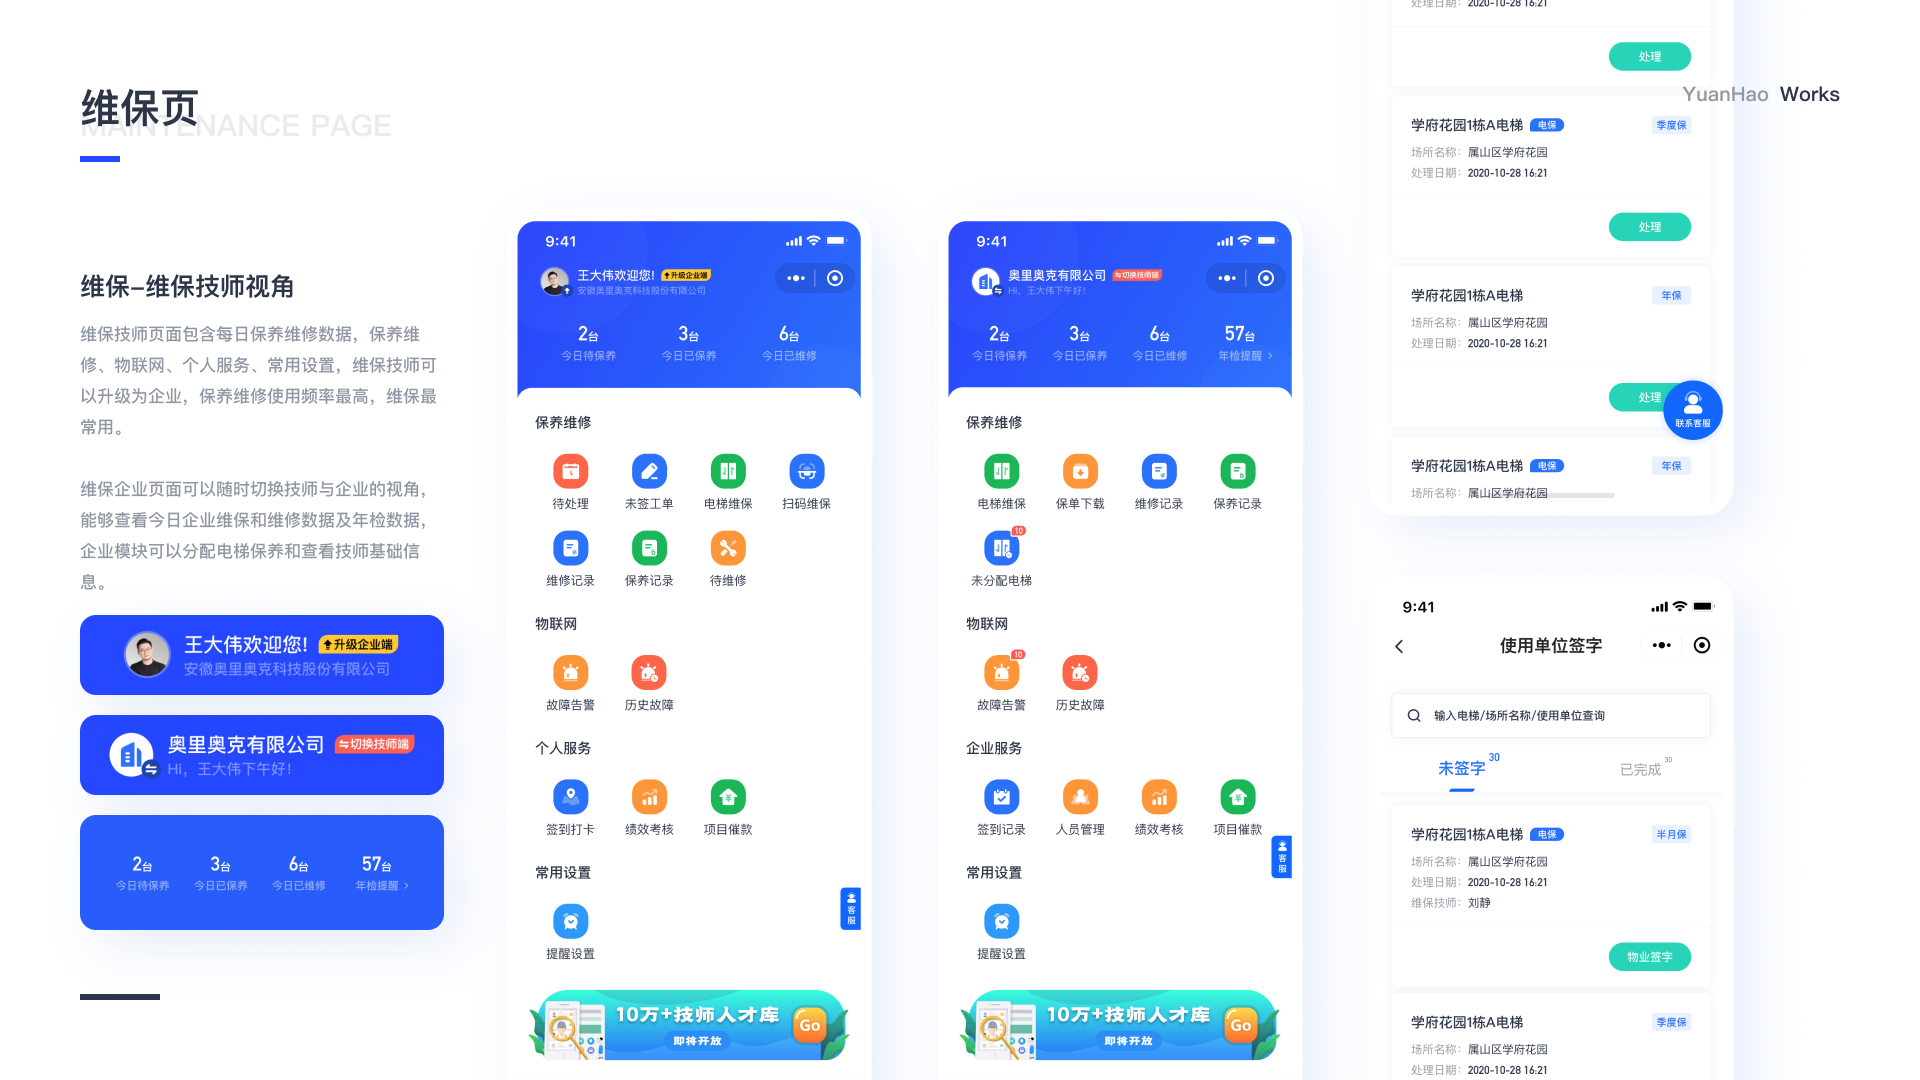 维保页
MAINTENANCE PAGE
维保-维保技师视角
维保技师页面包含每日保养维修数据，保养维
修、物联网、个人服务、常用设置，维保技师可
以升级为企业，保养维修使用频率最高，维保最
常用。
维保企业页面可以随时切换技师与企业的视角，
能够查看今日企业维保和维修数据及年检数据，
企业模块可以分配电梯保养和查看技师基础信
息。
王大伟欢迎您! 升级企业端
安徽奥里奥克科技股份有限公司
奥里奥克有限公司 切换技师端
Hi，王大伟下午好！
2台 3台 6台 57台
今日待保养 今日已保养 今日已维修 年检提醒 >
9:41
王大伟欢迎您! 升级企业端
安徽奥里奥克科技股份有限公司
2台 3台 6台
今日待保养 今日已保养 今日已维修
保养维修
待处理 未签工单 电梯维保 扫码维保
维修记录 保养记录 待维修
物联网
故障告警 历史故障
个人服务
签到打卡 绩效考核 项目催款
常用设置
客服
提醒设置
10万+技师人才库
即将开放
Go
9:41
奥里奥克有限公司 切换技师端
Hi，王大伟下午好！
2台 3台 6台 57台
今日待保养 今日已保养 今日已维修 年检提醒 >
保养维修
电梯维保 保单下载 维修记录 保养记录
10
未分配电梯
物联网
10
故障告警 历史故障
企业服务
签到记录 人员管理 绩效考核 项目催款
客服
常用设置
提醒设置
10万+技师人才库
即将开放
Go
处理日期： 2020-10-28 16:21
处理
YuanHao Works
学府花园1栋A电梯 电保 季度保
场所名称： 属山区学府花园
处理日期： 2020-10-28 16:21
处理
学府花园1栋A电梯 年保
场所名称： 属山区学府花园
处理日期： 2020-10-28 16:21
处理
联系客服
学府花园1栋A电梯 电保 年保
场所名称： 属山区学府花园
9:41
使用单位签字
输入电梯/场所名称/使用单位查询
未签字 30 已完成 30
学府花园1栋A电梯 电保 半月保
场所名称： 属山区学府花园
处理日期： 2020-10-28 16:21
维保技师： 刘静
物业签字
学府花园1栋A电梯 季度保
场所名称： 属山区学府花园
处理日期： 2020-10-28 16:21